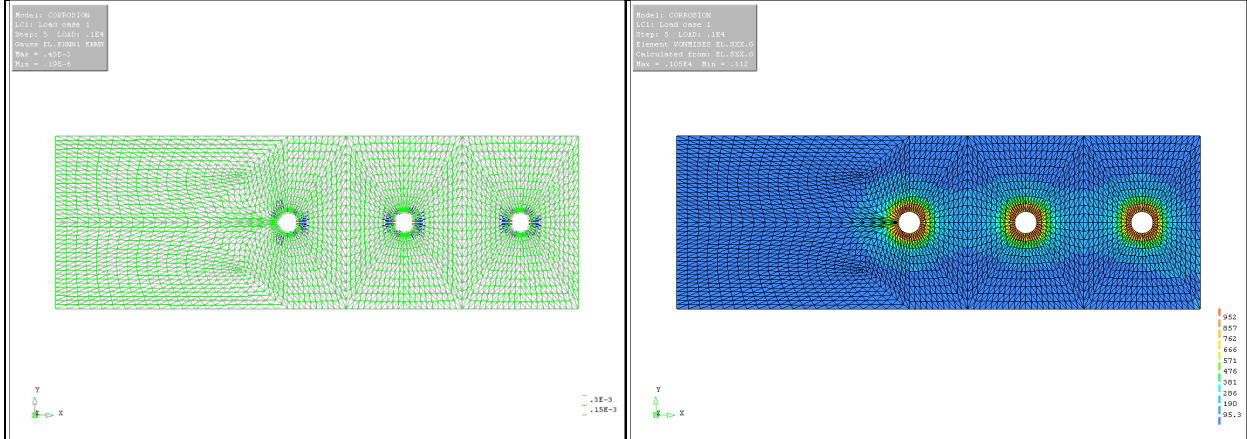 Model: CORROSION
LC1: Load case 1
Step: 5 LOAD: .1E4
Gauss EL.EKNN1 EKNN
Max = .45E-3
Min = .19E-6
Y
Z X
.3E-3
.15E-3
Model: CORROSION
LC1: Load case 1
Step: 5 LOAD: .1E4
Element VONMISES EL.SXX.G
Calculated from: EL.SXX.G
Max = .105E4 Min = .112
Y
Z X
952
857
762
666
571
476
381
286
190
95.3